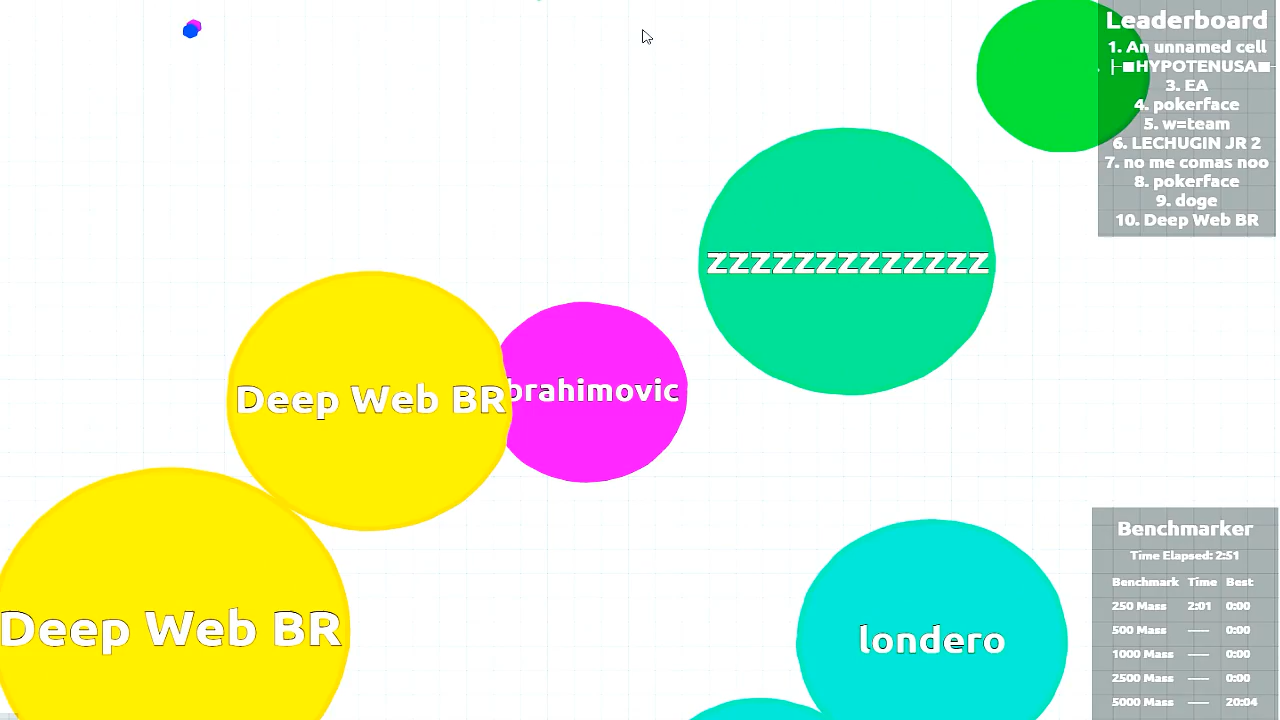 Leaderboard
1. An unnamed cell
. ├■HYPOTENUSA■-
3. EA
4. pokerface
5. w=team
6. LECHUGIN JR 2
7. no me comas noo
8. pokerface
9. doge
10. Deep Web BR
zzzzzzzzzzzzz
Deep Web BR
brahimovic
Deep Web BR
londero
Benchmarker
Time Elapsed: 2:51
Benchmark Time Best
250 Mass 2:01 0:00
500 Mass — 0:00
1000 Mass — 0:00
2500 Mass — 0:00
5000 Mass — 20:04